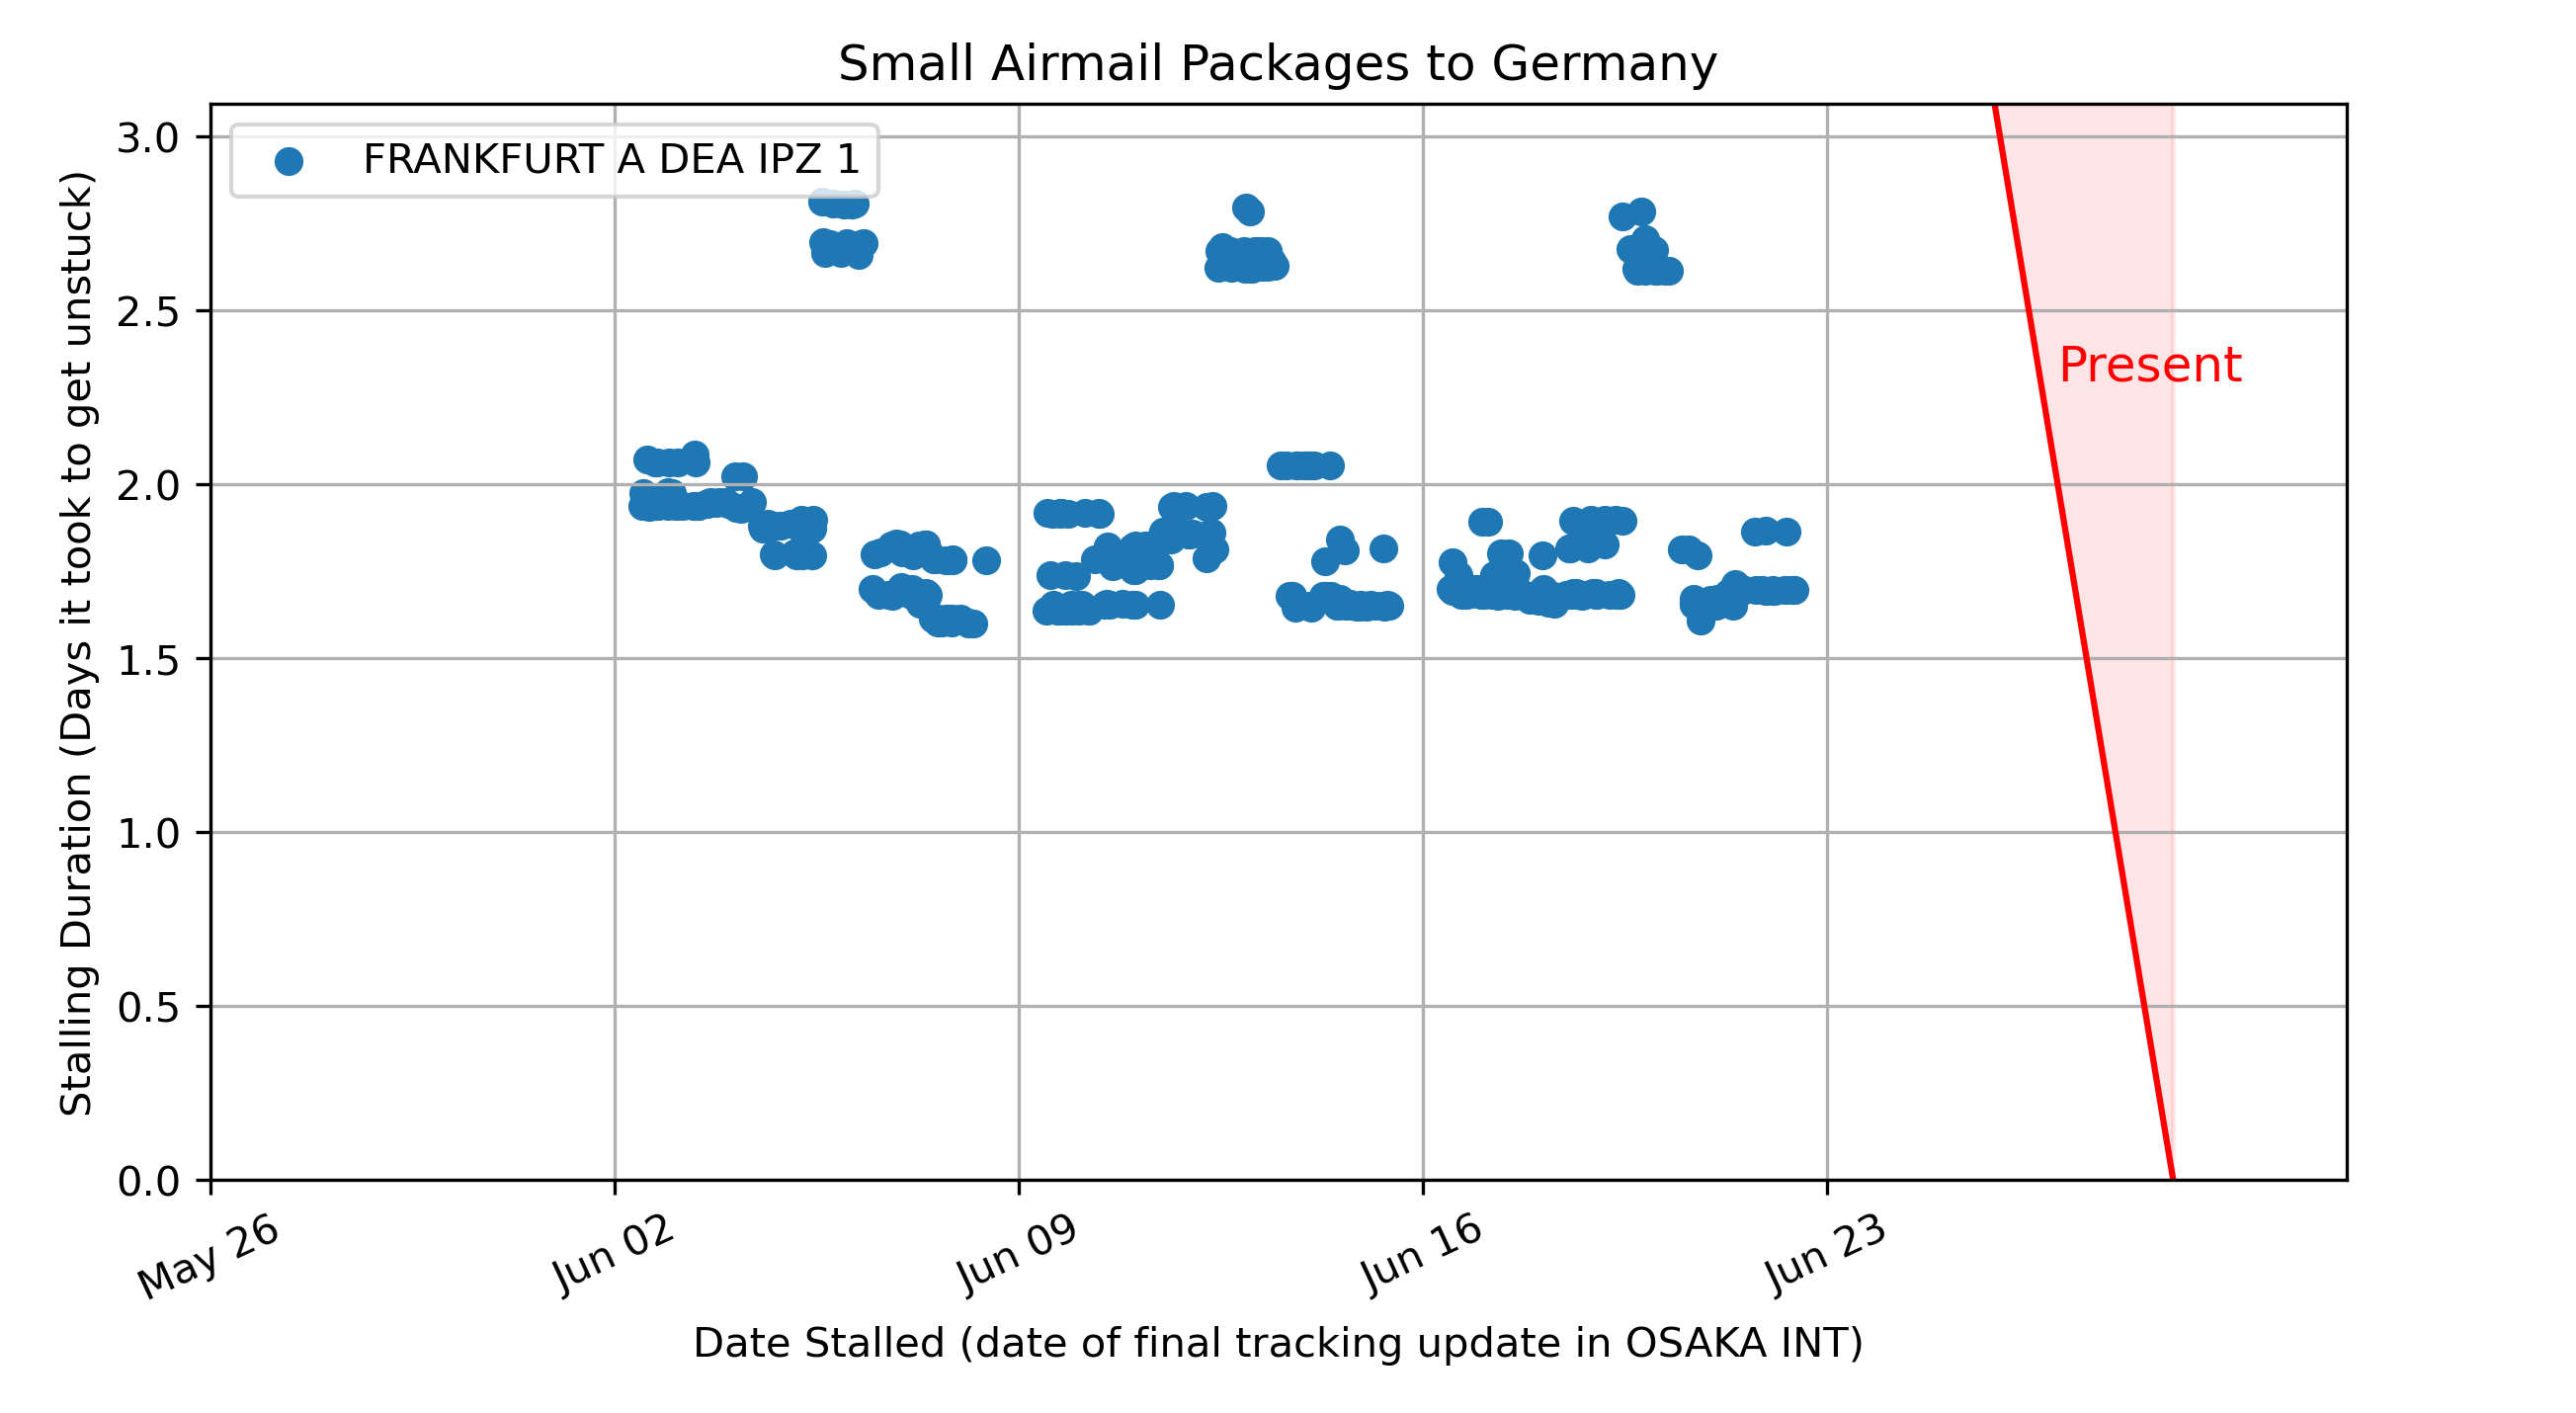 Small Airmail Packages to Germany
FRANKFURT A DEA IPZ 1
Stalling Duration (Days it took to get unstuck)
3.0
2.5
2.0
1.5
1.0
0.5
0.0
Present
May 26
Jun 02
Jun 09
Jun 16
Jun 23
Date Stalled (date of final tracking update in OSAKA INT)